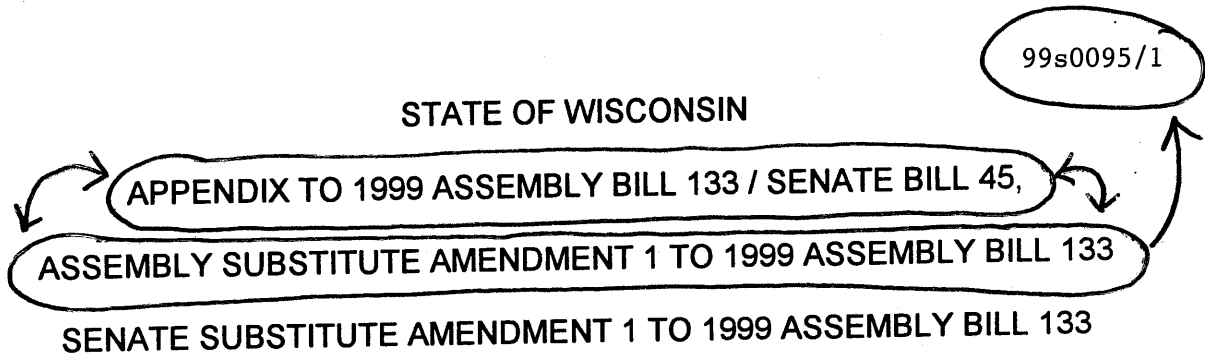 99s0095/1
STATE OF WISCONSIN
APPENDIX TO 1999 ASSEMBLY BILL 133 / SENATE BILL 45,
ASSEMBLY SUBSTITUTE AMENDMENT 1 TO 1999 ASSEMBLY BILL 133
SENATE SUBSTITUTE AMENDMENT 1 TO 1999 ASSEMBLY BILL 133